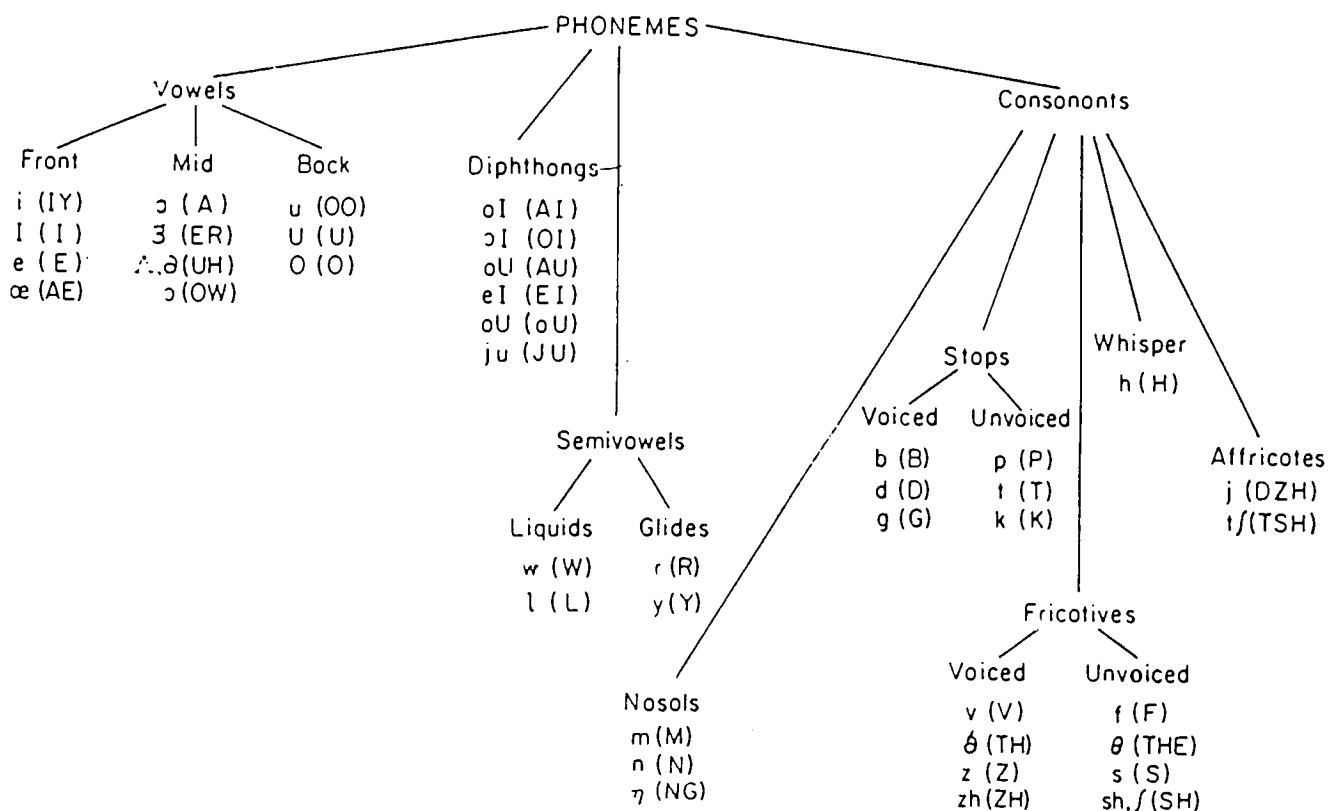 PHONEMES
Vowels
Front
i (IY)
I (I)
e (E)
æ (AE)
Mid
ɔ (A)
ɜ (ER)
ʌ,ə (UH)
ɔ (OW)
Bock
u (OO)
U (U)
O (O)
Diphthongs
oI (AI)
ɔI (OI)
oU (AU)
eI (EI)
oU (oU)
ju (JU)
Semivowels
Liquids
w (W)
l (L)
Glides
r (R)
y (Y)
Consononts
Nosols
m (M)
n (N)
η (NG)
Stops
Voiced
b (B)
d (D)
g (G)
Unvoiced
p (P)
t (T)
k (K)
Fricotives
Voiced
v (V)
(TH)
z (Z)
zh (ZH)
Unvoiced
f (F)
θ (THE)
s (S)
sh, ʃ (SH)
Whisper
h (H)
Affricotes
j (DZH)
tʃ (TSH)